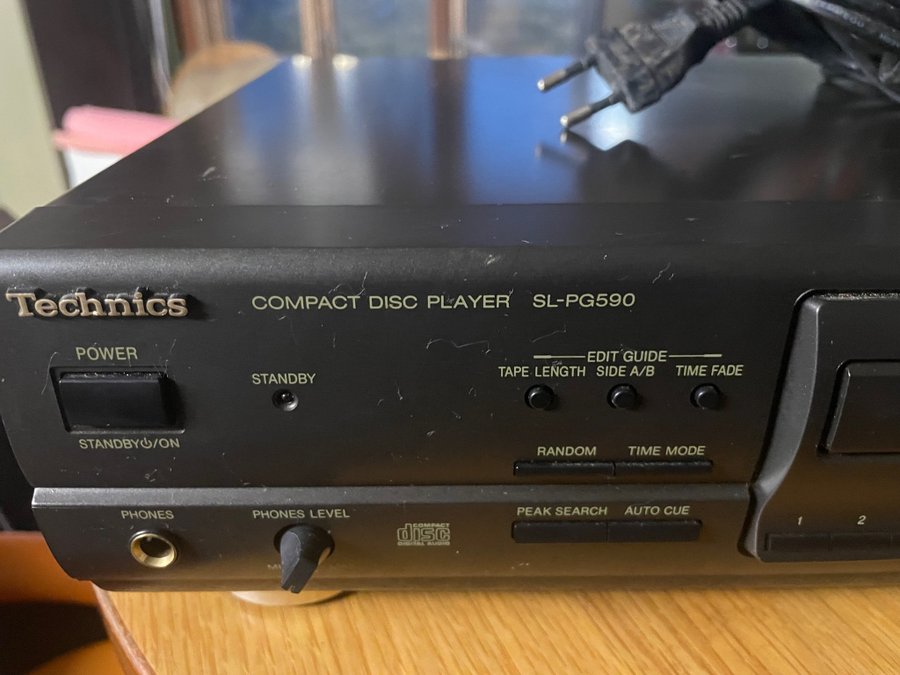 Technics
COMPACT DISC PLAYER SL-PG590
POWER
STANDBY⏻/ON
STANDBY
EDIT GUIDE
TAPE LENGTH SIDE A/B TIME FADE
RANDOM TIME MODE
PHONES
PHONES LEVEL
COMPACT
disc
DIGITAL AUDIO
PEAK SEARCH AUTO CUE
1 2